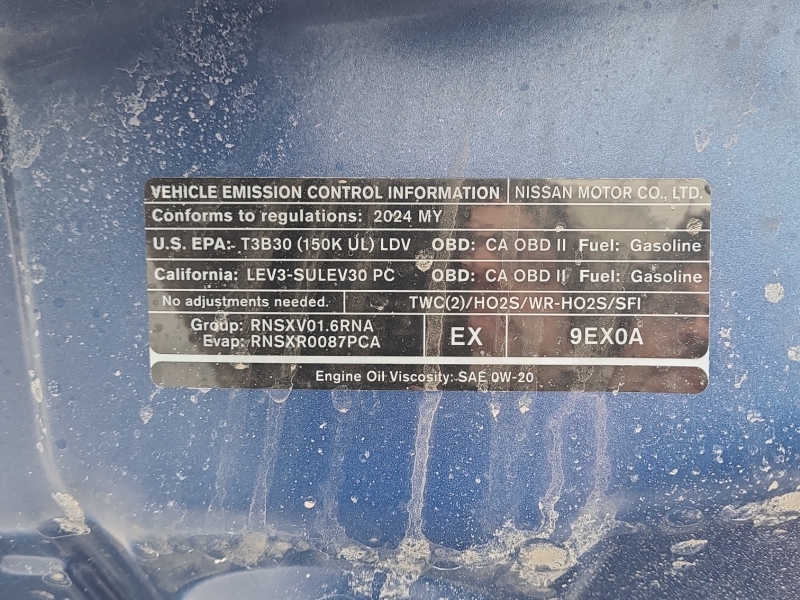 VEHICLE EMISSION CONTROL INFORMATION NISSAN MOTOR CO., LTD.
Conforms to regulations: 2024 MY
U.S. EPA: T3B30 (150K UL) LDV OBD: CA OBD II Fuel: Gasoline
California: LEV3-SULEV30 PC OBD: CA OBD II Fuel: Gasoline
No adjustments needed. TWC(2)/HO2S/WR-HO2S/SFI
Group: RNSXV01.6RNA
Evap: RNSXR0087PCA
EX 9EX0A
Engine Oil Viscosity: SAE 0W-20